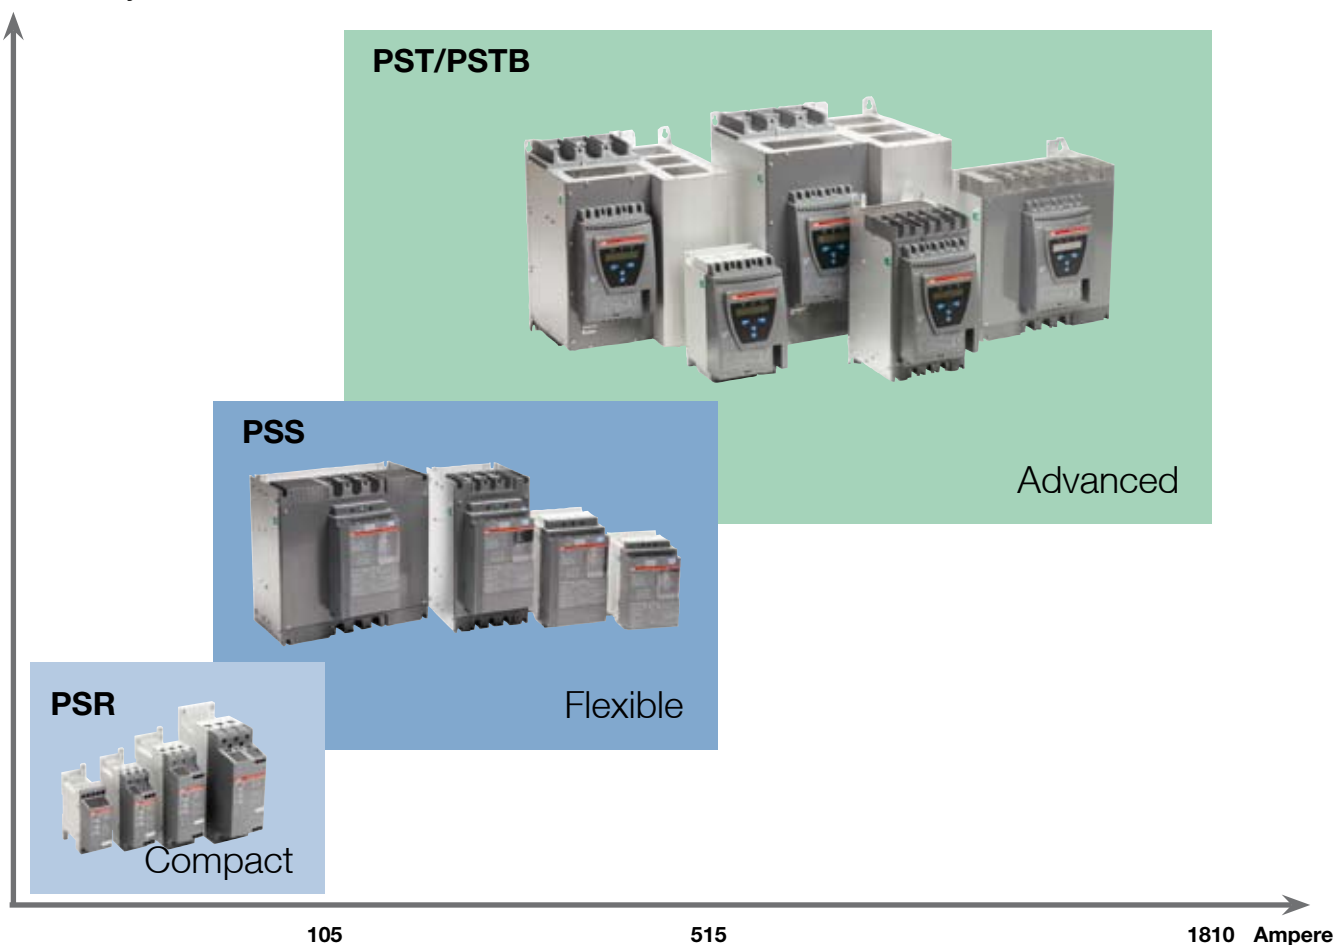 PST/PSTB
Advanced
PSS
Flexible
PSR
Compact
105 515 1810 Ampere